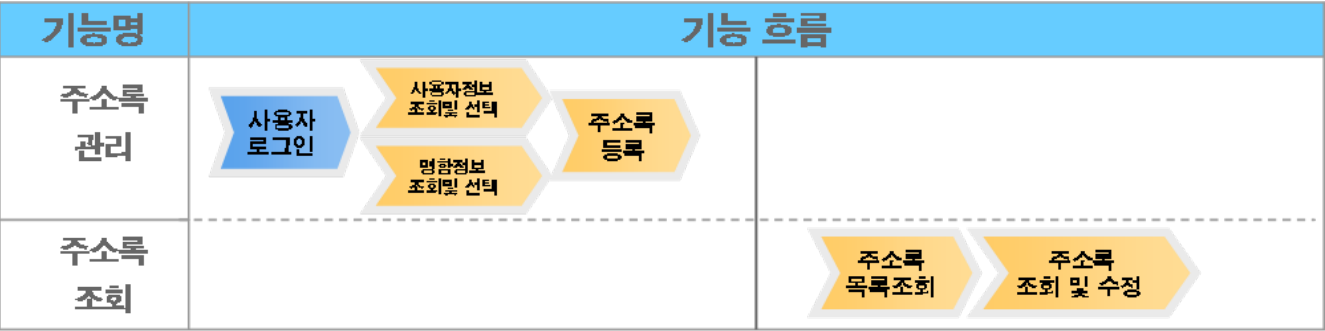 기능명
기능 흐름
주소록
관리
사용자
로그인
사용자정보
조회및 선택
명함정보
조회및 선택
주소록
등록
주소록
조회
주소록
목록조회
주소록
조회 및 수정